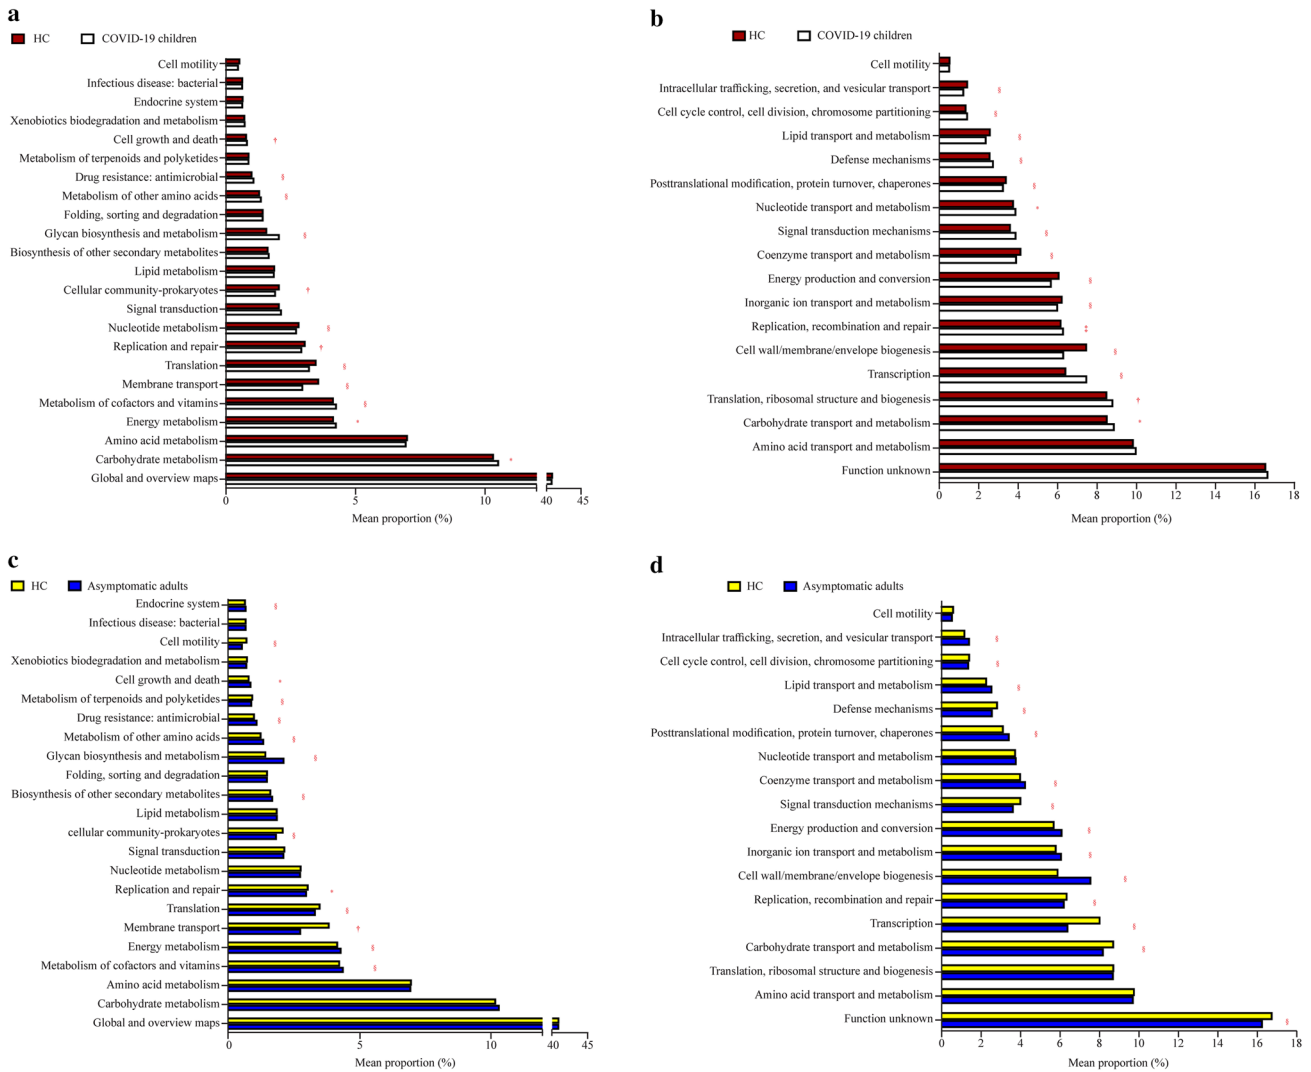 a
HC COVID-19 children
Cell motility
Infectious disease: bacterial
Endocrine system
Xenobiotics biodegradation and metabolism
Cell growth and death †
Metabolism of terpenoids and polyketides
Drug resistance: antimicrobial §
Metabolism of other amino acids §
Folding, sorting and degradation
Glycan biosynthesis and metabolism §
Biosynthesis of other secondary metabolites
Lipid metabolism
Cellular community-prokaryotes †
Signal transduction
Nucleotide metabolism §
Replication and repair †
Translation §
Membrane transport §
Metabolism of cofactors and vitamins §
Energy metabolism *
Amino acid metabolism
Carbohydrate metabolism *
Global and overview maps
0 5 10 40 45
Mean proportion (%)
b
HC COVID-19 children
Cell motility
Intracellular trafficking, secretion, and vesicular transport §
Cell cycle control, cell division, chromosome partitioning §
Lipid transport and metabolism §
Defense mechanisms §
Posttranslational modification, protein turnover, chaperones §
Nucleotide transport and metabolism *
Signal transduction mechanisms §
Coenzyme transport and metabolism §
Energy production and conversion §
Inorganic ion transport and metabolism §
Replication, recombination and repair ‡
Cell wall/membrane/envelope biogenesis §
Transcription §
Translation, ribosomal structure and biogenesis †
Carbohydrate transport and metabolism *
Amino acid transport and metabolism
Function unknown
0 2 4 6 8 10 12 14 16 18
Mean proportion (%)
c
HC Asymptomatic adults
Endocrine system §
Infectious disease: bacterial
Cell motility §
Xenobiotics biodegradation and metabolism
Cell growth and death *
Metabolism of terpenoids and polyketides §
Drug resistance: antimicrobial §
Metabolism of other amino acids §
Glycan biosynthesis and metabolism §
Folding, sorting and degradation
Biosynthesis of other secondary metabolites §
Lipid metabolism
cellular community-prokaryotes §
Signal transduction
Nucleotide metabolism
Replication and repair *
Translation §
Membrane transport †
Energy metabolism §
Metabolism of cofactors and vitamins §
Amino acid metabolism
Carbohydrate metabolism
Global and overview maps
0 5 10 40 45
Mean proportion (%)
d
HC Asymptomatic adults
Cell motility
Intracellular trafficking, secretion, and vesicular transport §
Cell cycle control, cell division, chromosome partitioning §
Lipid transport and metabolism §
Defense mechanisms §
Posttranslational modification, protein turnover, chaperones §
Nucleotide transport and metabolism
Coenzyme transport and metabolism §
Signal transduction mechanisms §
Energy production and conversion §
Inorganic ion transport and metabolism §
Cell wall/membrane/envelope biogenesis §
Replication, recombination and repair §
Transcription §
Carbohydrate transport and metabolism §
Translation, ribosomal structure and biogenesis
Amino acid transport and metabolism
Function unknown §
0 2 4 6 8 10 12 14 16 18
Mean proportion (%)